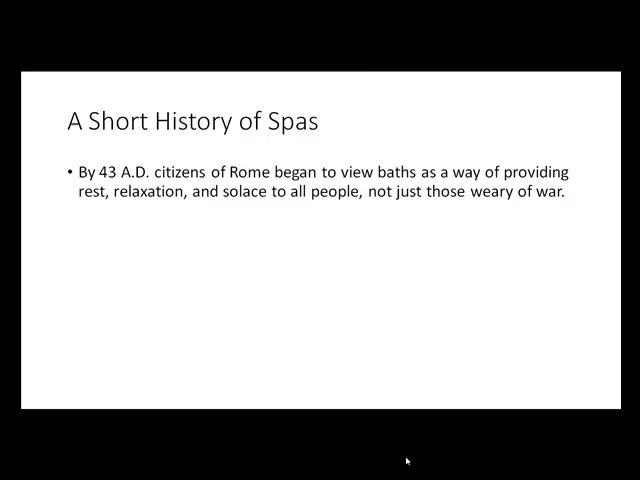 A Short History of Spas
• By 43 A.D. citizens of Rome began to view baths as a way of providing
rest, relaxation, and solace to all people, not just those weary of war.